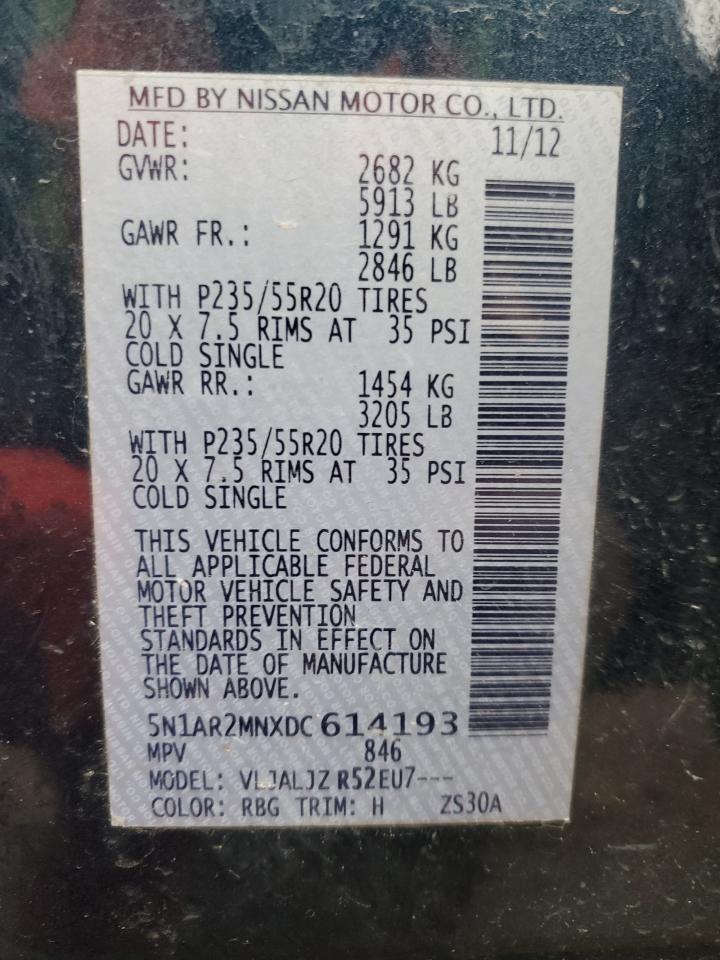 MFD BY NISSAN MOTOR CO., LTD.
DATE: 11/12
GVWR: 2682 KG
5913 LB
GAWR FR.: 1291 KG
2846 LB
WITH P235/55R20 TIRES
20 X 7.5 RIMS AT 35 PSI
COLD SINGLE
GAWR RR.: 1454 KG
3205 LB
WITH P235/55R20 TIRES
20 X 7.5 RIMS AT 35 PSI
COLD SINGLE
THIS VEHICLE CONFORMS TO
ALL APPLICABLE FEDERAL
MOTOR VEHICLE SAFETY AND
THEFT PREVENTION
STANDARDS IN EFFECT ON
THE DATE OF MANUFACTURE
SHOWN ABOVE.
5N1AR2MNXDC 614193
MPV 846
MODEL: VLJALJZ R52EU7---
COLOR: RBG TRIM: H ZS30A